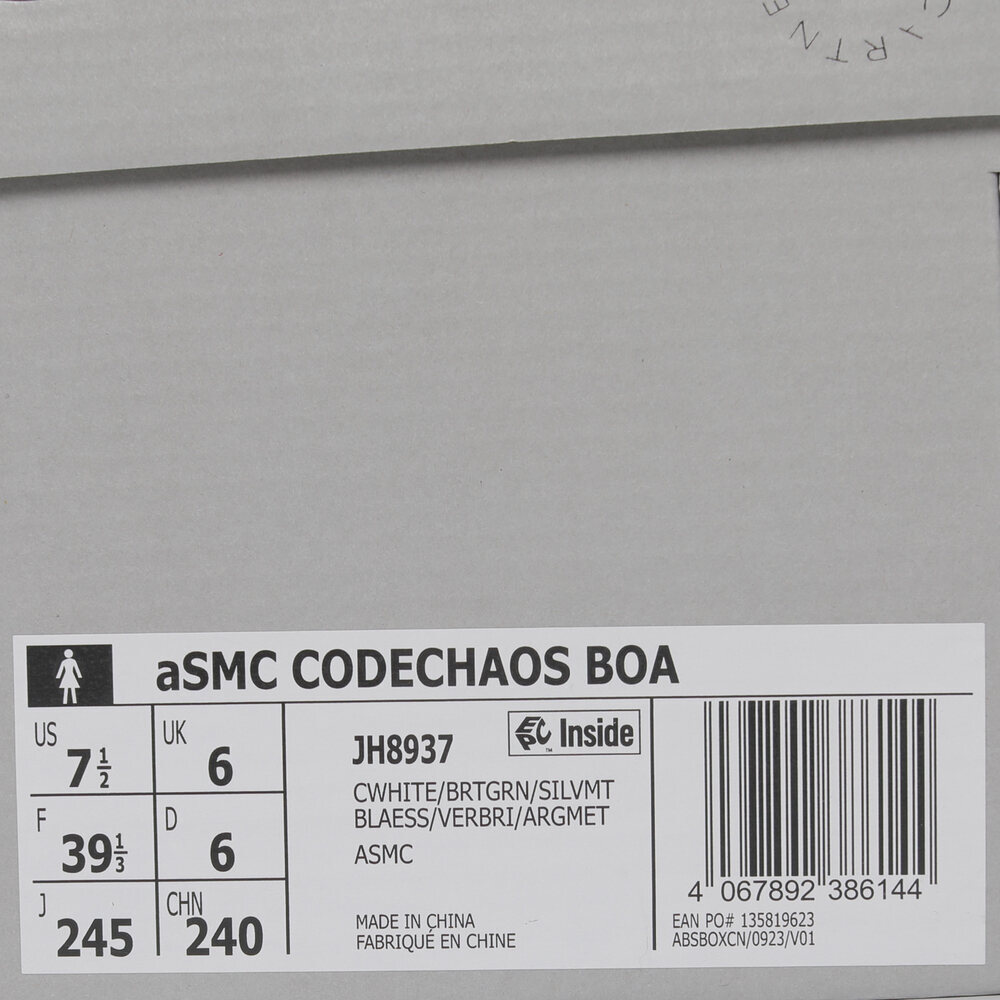 aSMC CODECHAOS BOA
US 7 1/2
UK 6
F 39 1/3
D 6
J 245
CHN 240
JH8937
EPC Inside
™
CWHITE/BRTGRN/SILVMT
BLAESS/VERBRI/ARGMET
ASMC
MADE IN CHINA
FABRIQUÉ EN CHINE
4 067892 386144
EAN PO# 135819623
ABSBOXCN/0923/V01